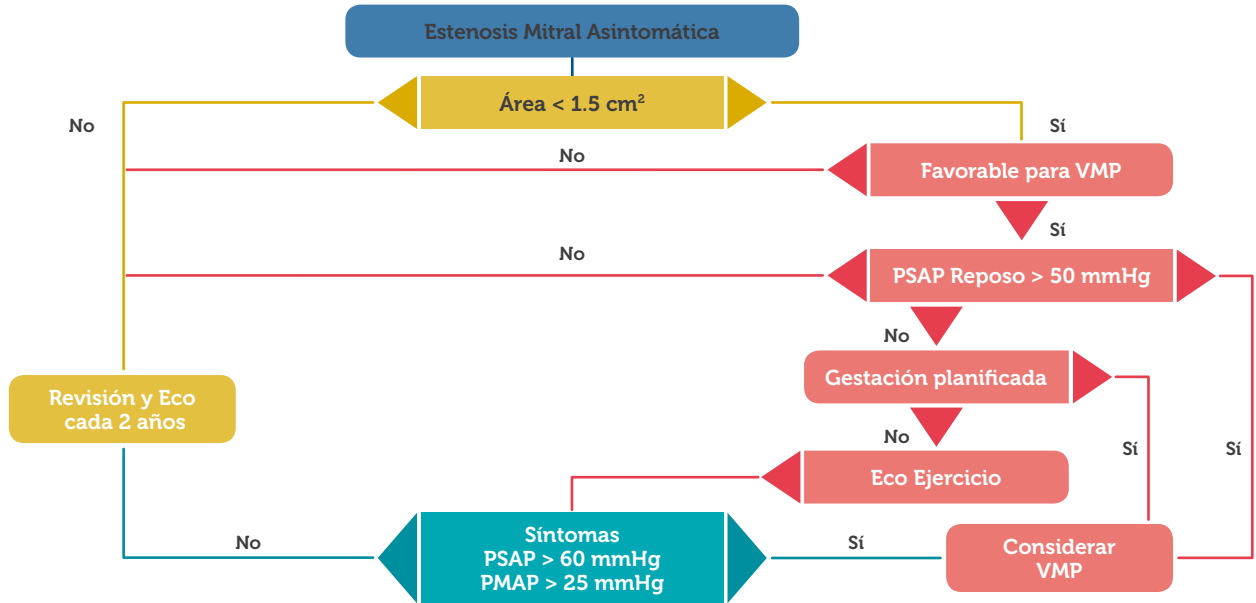 Estenosis Mitral Asintomática
Área < 1.5 cm²
No
Sí
No
Favorable para VMP
Sí
No
PSAP Reposo > 50 mmHg
No
Gestación planificada
Revisión y Eco
cada 2 años
No
Sí
Sí
Eco Ejercicio
No
Síntomas
PSAP > 60 mmHg
PMAP > 25 mmHg
Sí
Considerar
VMP